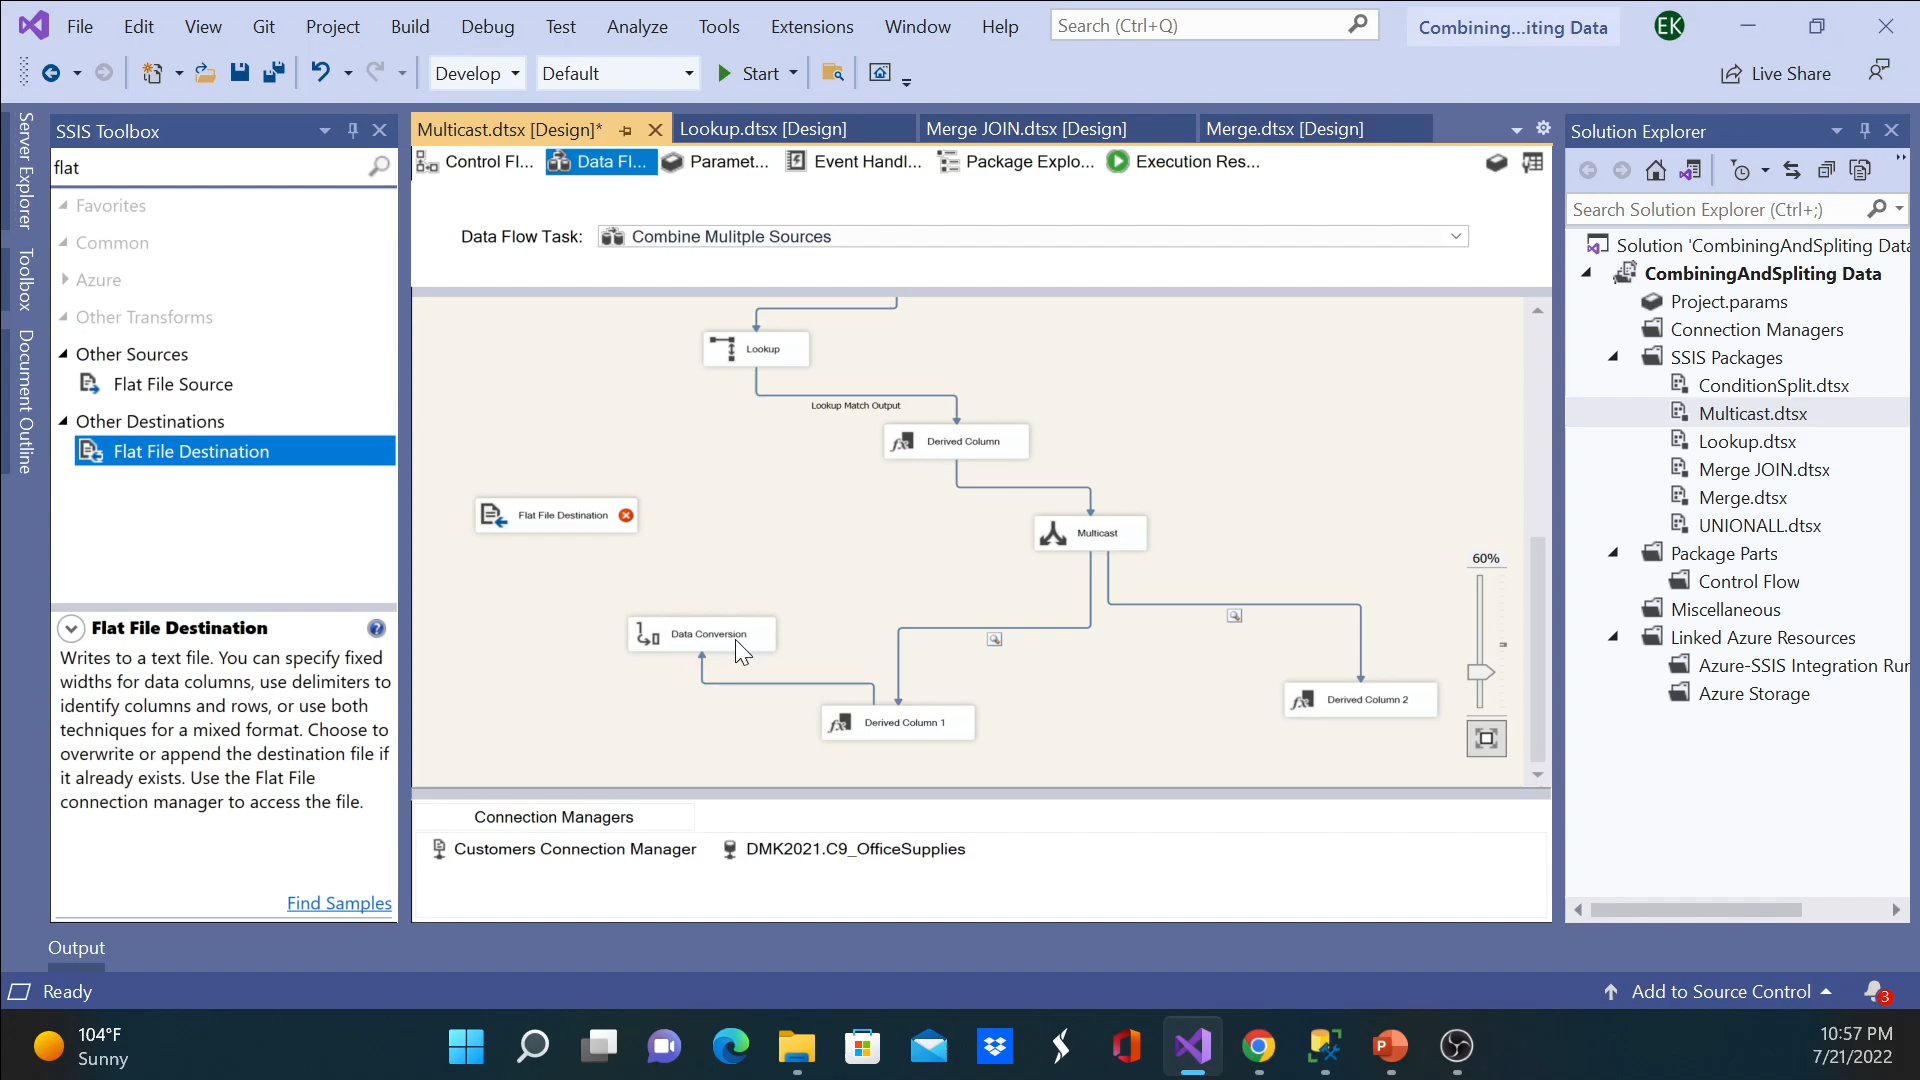 File Edit View Git Project Build Debug Test Analyze Tools Extensions Window Help Search (Ctrl+Q) Combining...iting Data EK
Develop Default Start Live Share
Server Explorer
Toolbox
Document Outline
SSIS Toolbox
flat
Favorites
Common
Azure
Other Transforms
Other Sources
Flat File Source
Other Destinations
Flat File Destination
Flat File Destination
Writes to a text file. You can specify fixed
widths for data columns, use delimiters to
identify columns and rows, or use both
techniques for a mixed format. Choose to
overwrite or append the destination file if
it already exists. Use the Flat File
connection manager to access the file.
Find Samples
Multicast.dtsx [Design]* Lookup.dtsx [Design] Merge JOIN.dtsx [Design] Merge.dtsx [Design]
Control Fl... Data Fl... Paramet... Event Handl... Package Explo... Execution Res...
Data Flow Task: Combine Mulitple Sources
Lookup
Lookup Match Output
Derived Column
Flat File Destination
Multicast
60%
Data Conversion
Derived Column 2
Derived Column 1
Connection Managers
Customers Connection Manager DMK2021.C9_OfficeSupplies
Solution Explorer
Search Solution Explorer (Ctrl+;)
Solution 'CombiningAndSpliting Data
CombiningAndSpliting Data
Project.params
Connection Managers
SSIS Packages
ConditionSplit.dtsx
Multicast.dtsx
Lookup.dtsx
Merge JOIN.dtsx
Merge.dtsx
UNIONALL.dtsx
Package Parts
Control Flow
Miscellaneous
Linked Azure Resources
Azure-SSIS Integration Rur
Azure Storage
Output
Ready Add to Source Control 3
104°F
Sunny
10:57 PM
7/21/2022